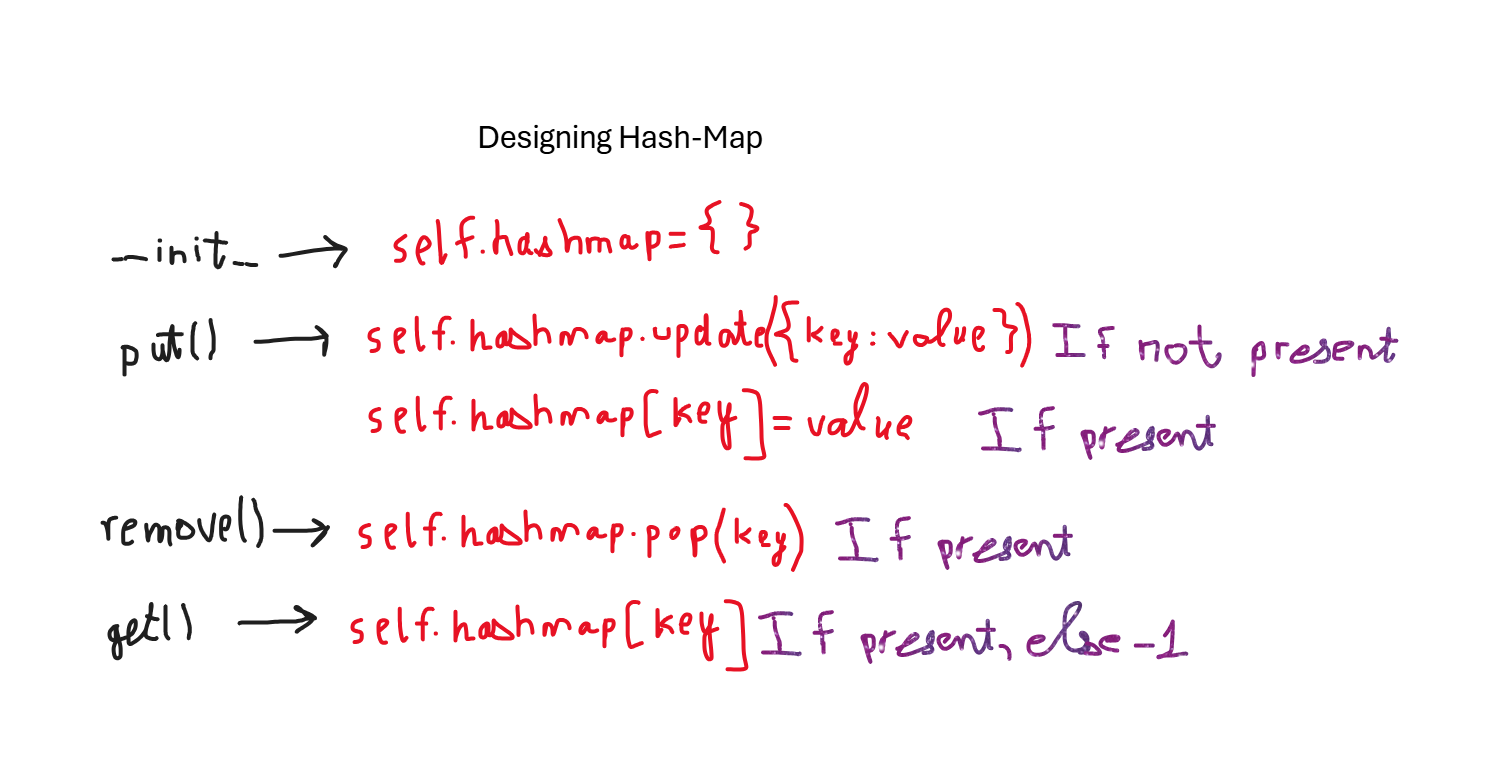 Designing Hash-Map
__init__ → self.hashmap={ }
put() → self.hashmap.update({key:value}) If not present
self.hashmap[key]=value If present
remove() → self.hashmap.pop(key) If present
get() → self.hashmap[key] If present, else -1